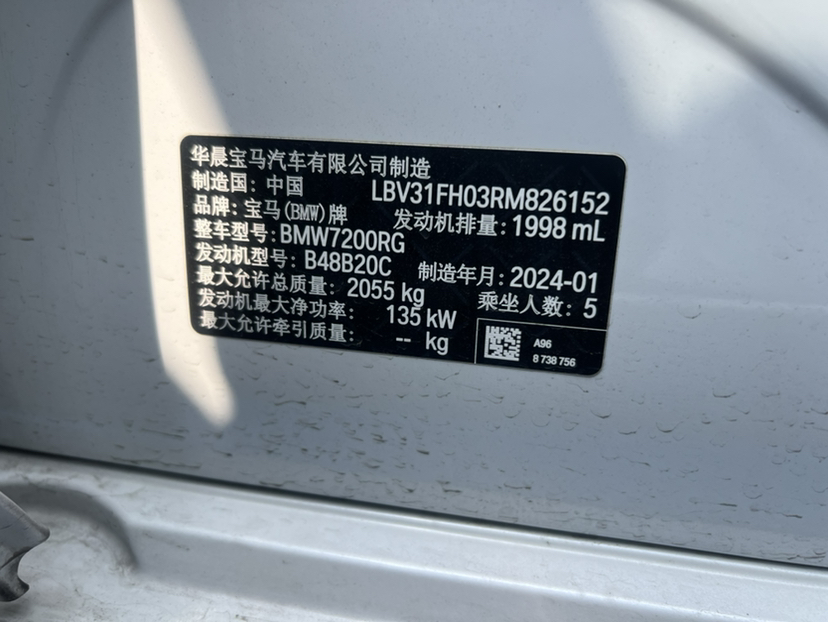 华晨宝马汽车有限公司制造
制造国: 中国 LBV31FH03RM826152
品牌: 宝马(BMW)牌 发动机排量: 1998 mL
整车型号: BMW7200RG
发动机型号: B48B20C 制造年月: 2024-01
最大允许总质量: 2055 kg 乘坐人数: 5
发动机最大净功率: 135 kW
最大允许牵引质量: -- kg
A96
8 738 756